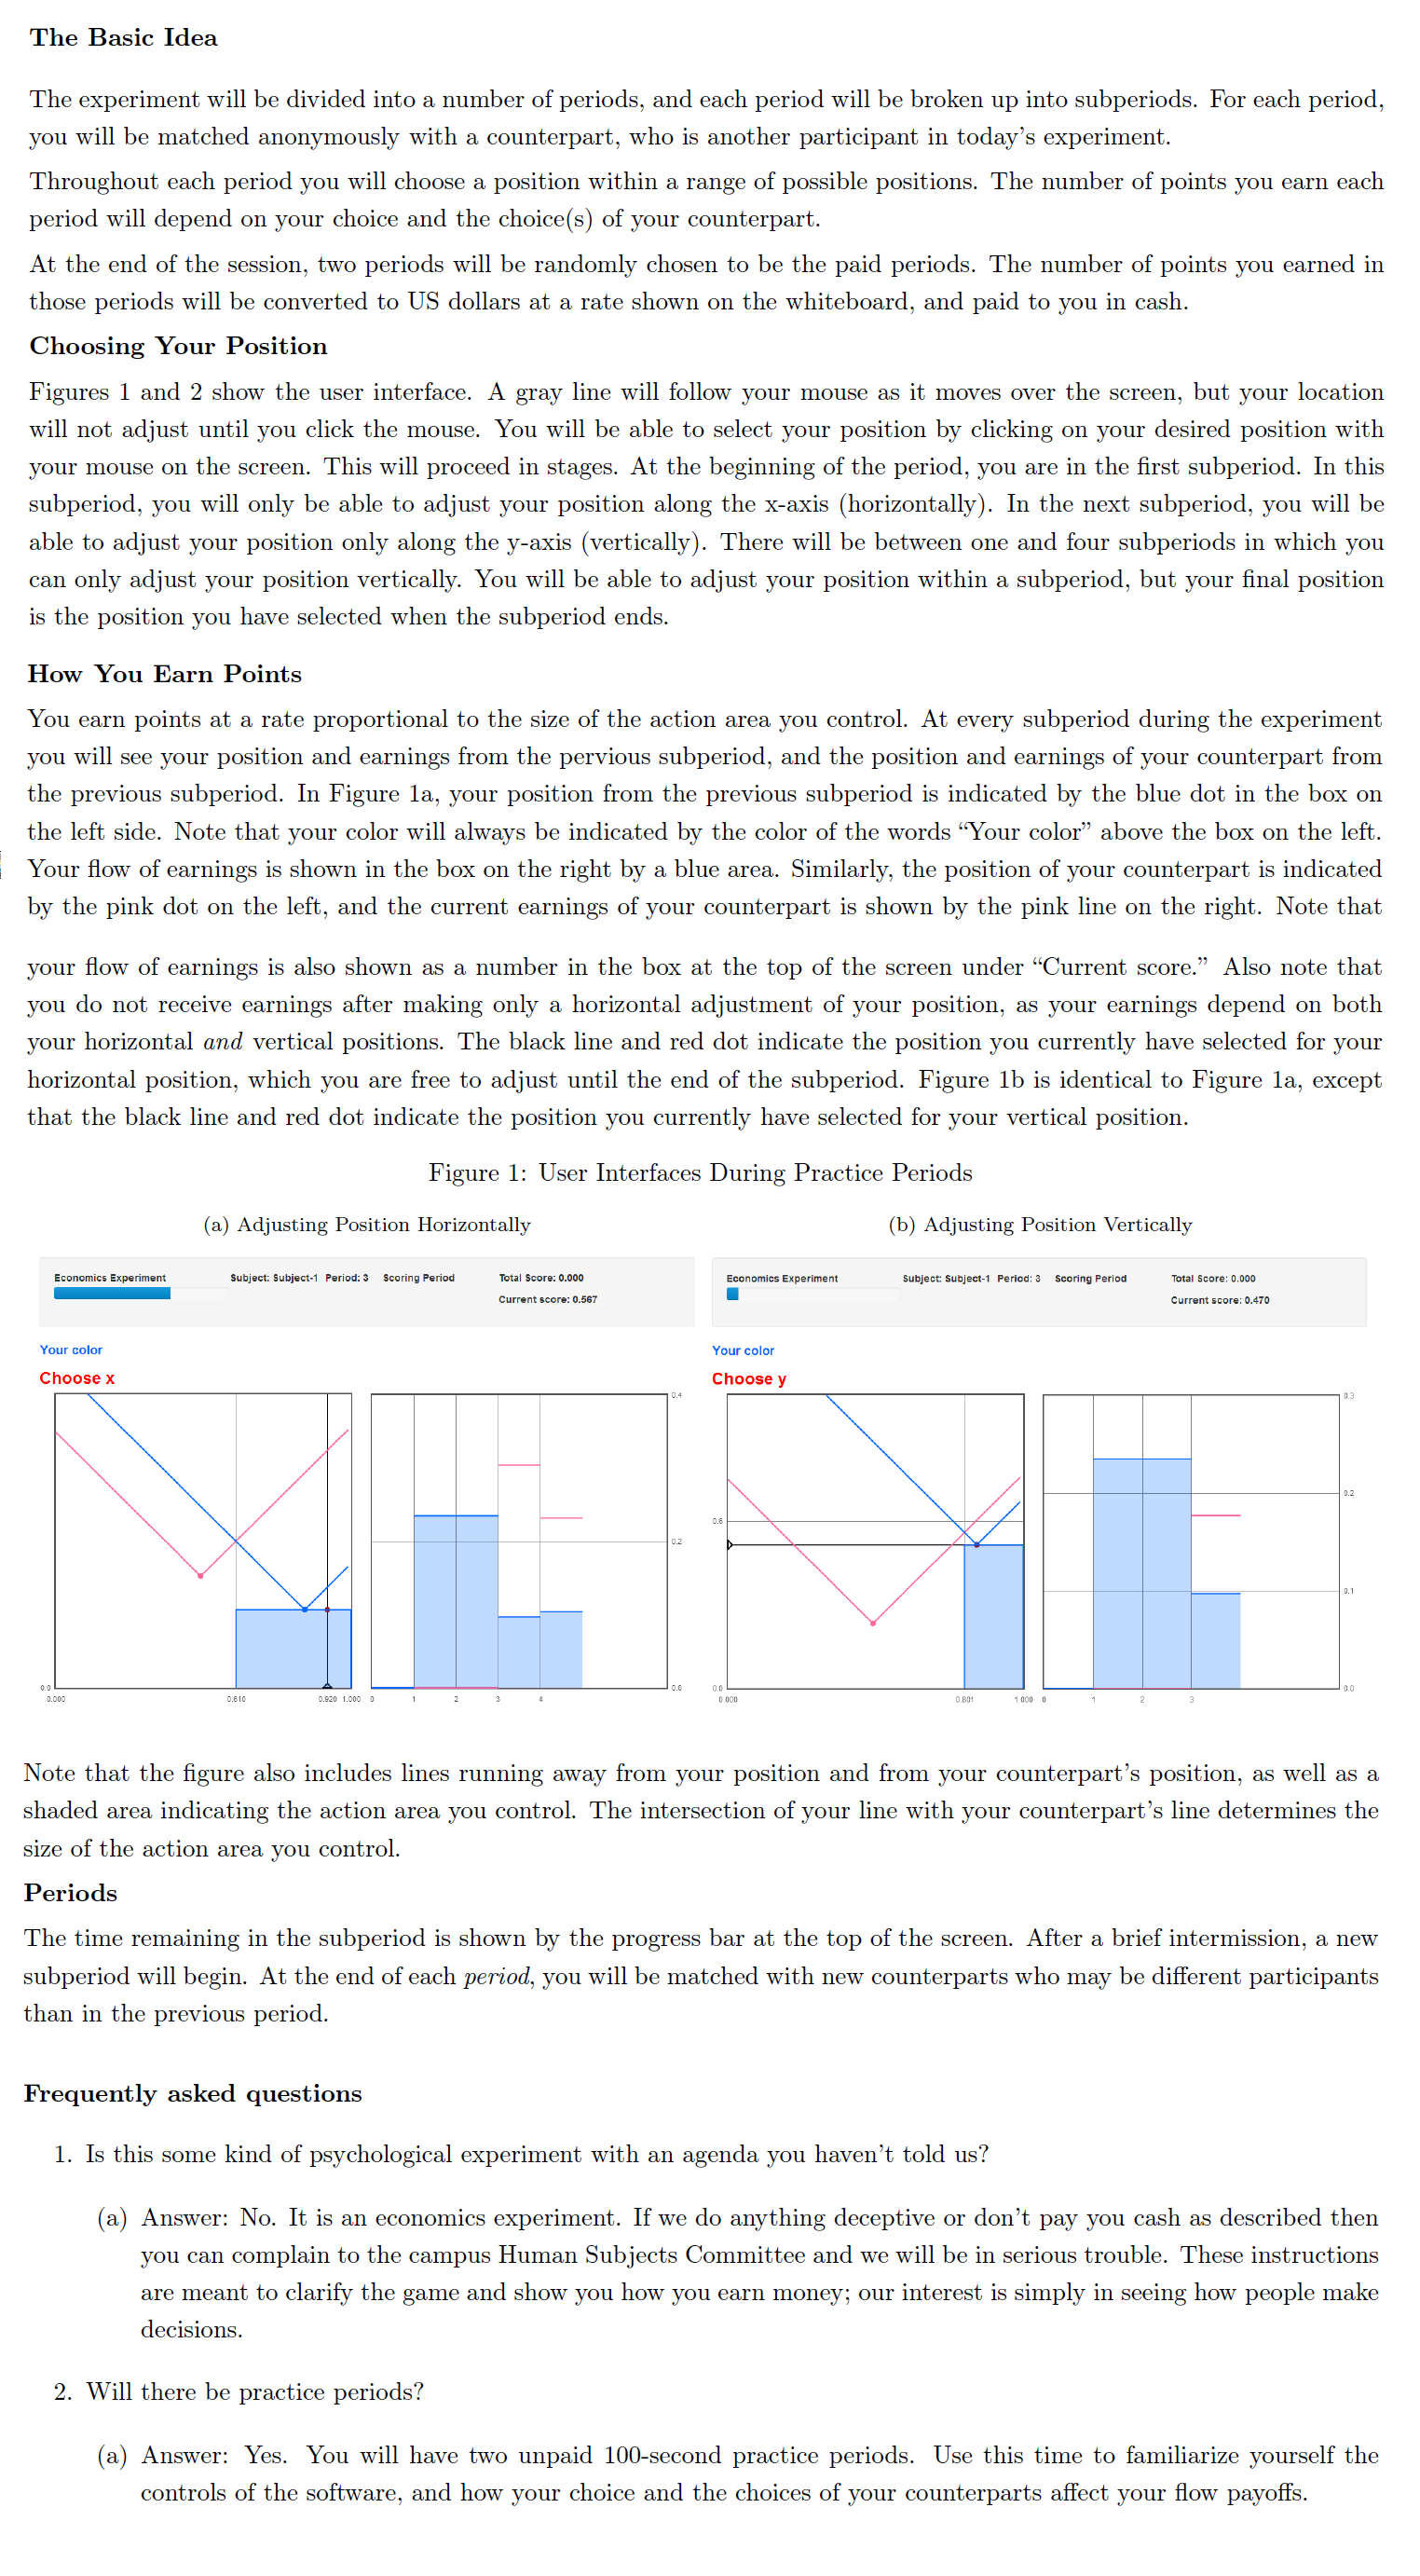 The Basic Idea
The experiment will be divided into a number of periods, and each period will be broken up into subperiods. For each period,
you will be matched anonymously with a counterpart, who is another participant in today's experiment.
Throughout each period you will choose a position within a range of possible positions. The number of points you earn each
period will depend on your choice and the choice(s) of your counterpart.
At the end of the session, two periods will be randomly chosen to be the paid periods. The number of points you earned in
those periods will be converted to US dollars at a rate shown on the whiteboard, and paid to you in cash.
Choosing Your Position
Figures 1 and 2 show the user interface. A gray line will follow your mouse as it moves over the screen, but your location
will not adjust until you click the mouse. You will be able to select your position by clicking on your desired position with
your mouse on the screen. This will proceed in stages. At the beginning of the period, you are in the first subperiod. In this
subperiod, you will only be able to adjust your position along the x-axis (horizontally). In the next subperiod, you will be
able to adjust your position only along the y-axis (vertically). There will be between one and four subperiods in which you
can only adjust your position vertically. You will be able to adjust your position within a subperiod, but your final position
is the position you have selected when the subperiod ends.
How You Earn Points
You earn points at a rate proportional to the size of the action area you control. At every subperiod during the experiment
you will see your position and earnings from the pervious subperiod, and the position and earnings of your counterpart from
the previous subperiod. In Figure 1a, your position from the previous subperiod is indicated by the blue dot in the box on
the left side. Note that your color will always be indicated by the color of the words “Your color” above the box on the left.
Your flow of earnings is shown in the box on the right by a blue area. Similarly, the position of your counterpart is indicated
by the pink dot on the left, and the current earnings of your counterpart is shown by the pink line on the right. Note that
your flow of earnings is also shown as a number in the box at the top of the screen under “Current score.” Also note that
you do not receive earnings after making only a horizontal adjustment of your position, as your earnings depend on both
your horizontal and vertical positions. The black line and red dot indicate the position you currently have selected for your
horizontal position, which you are free to adjust until the end of the subperiod. Figure 1b is identical to Figure 1a, except
that the black line and red dot indicate the position you currently have selected for your vertical position.
Figure 1: User Interfaces During Practice Periods
(a) Adjusting Position Horizontally
Economics Experiment Subject: Subject-1 Period: 3 Scoring Period Total Score: 0.000
Current score: 0.567
Your color
Choose x
0.4
0.2
0.0 0.0
0.000 0.610 0.920 1.000 0 1 2 3 4
(b) Adjusting Position Vertically
Economics Experiment Subject: Subject-1 Period: 3 Scoring Period Total Score: 0.000
Current score: 0.470
Your color
Choose y
0.3
0.2
0.6
0.1
0.0 0.0
0.000 0.801 1.000 0 1 2 3
Note that the figure also includes lines running away from your position and from your counterpart's position, as well as a
shaded area indicating the action area you control. The intersection of your line with your counterpart's line determines the
size of the action area you control.
Periods
The time remaining in the subperiod is shown by the progress bar at the top of the screen. After a brief intermission, a new
subperiod will begin. At the end of each period, you will be matched with new counterparts who may be different participants
than in the previous period.
Frequently asked questions
1. Is this some kind of psychological experiment with an agenda you haven't told us?
(a) Answer: No. It is an economics experiment. If we do anything deceptive or don't pay you cash as described then
you can complain to the campus Human Subjects Committee and we will be in serious trouble. These instructions
are meant to clarify the game and show you how you earn money; our interest is simply in seeing how people make
decisions.
2. Will there be practice periods?
(a) Answer: Yes. You will have two unpaid 100-second practice periods. Use this time to familiarize yourself the
controls of the software, and how your choice and the choices of your counterparts affect your flow payoffs.